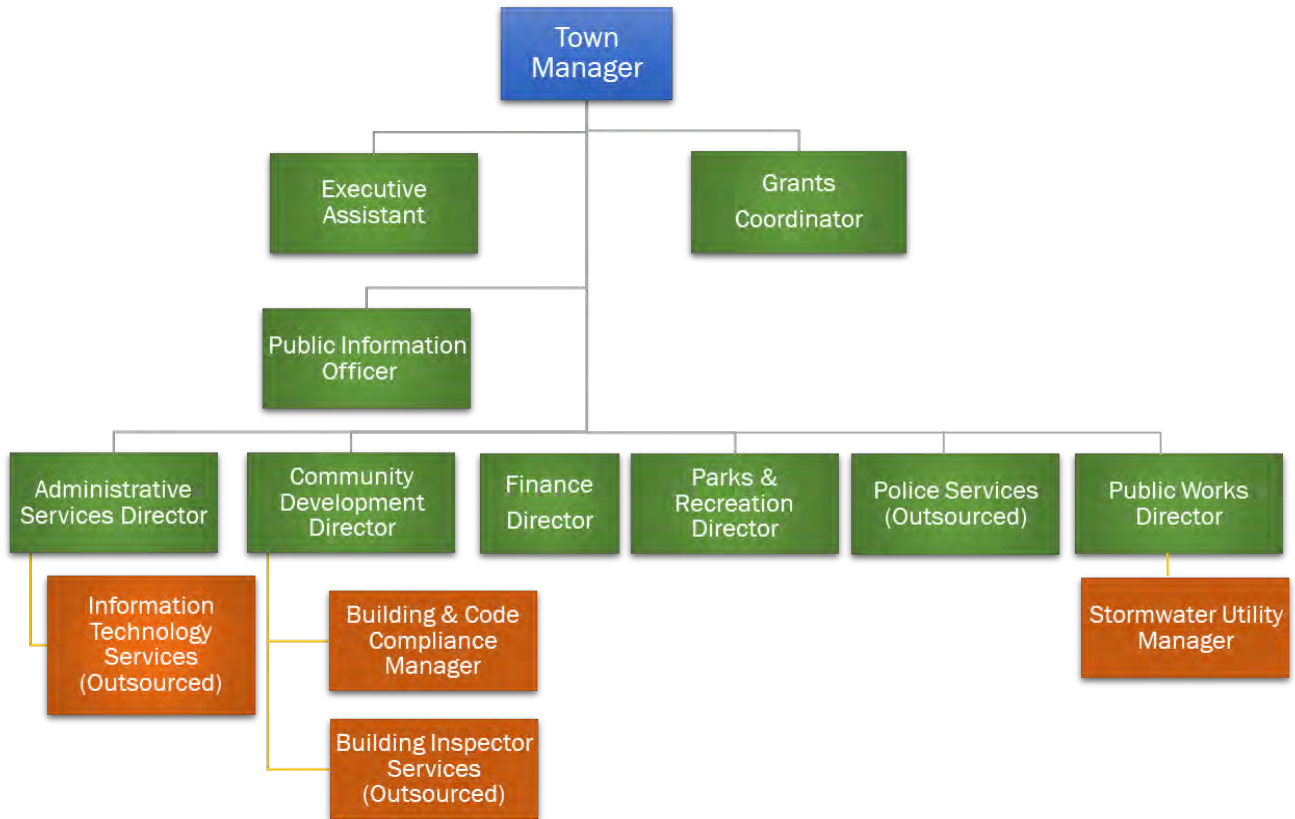 Town
Manager
Executive
Assistant
Grants
Coordinator
Public Information
Officer
Administrative
Services Director
Community
Development
Director
Finance
Director
Parks &
Recreation
Director
Police Services
(Outsourced)
Public Works
Director
Information
Technology
Services
(Outsourced)
Building & Code
Compliance
Manager
Stormwater Utility
Manager
Building Inspector
Services
(Outsourced)